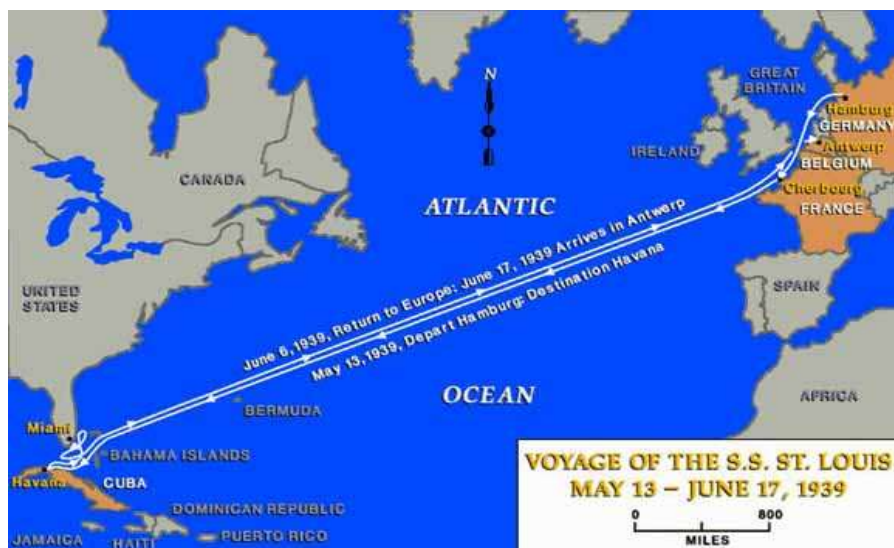 N
GREAT
BRITAIN
Hamburg
GERMANY
IRELAND
Antwerp
BELGIUM
CANADA
Cherbourg
ATLANTIC
FRANCE
UNITED
STATES
SPAIN
June 6,1939, Return to Europe: June 17, 1939 Arrives in Antwerp
May 13,1939, Depart Hamburg: Destination Havana
OCEAN
AFRICA
BERMUDA
Miami
BAHAMA ISLANDS
Havana
CUBA
DOMINICAN REPUBLIC
JAMAICA
HAITI
PUERTO RICO
VOYAGE OF THE S.S. ST. LOUIS
MAY 13 – JUNE 17, 1939
0 800
MILES